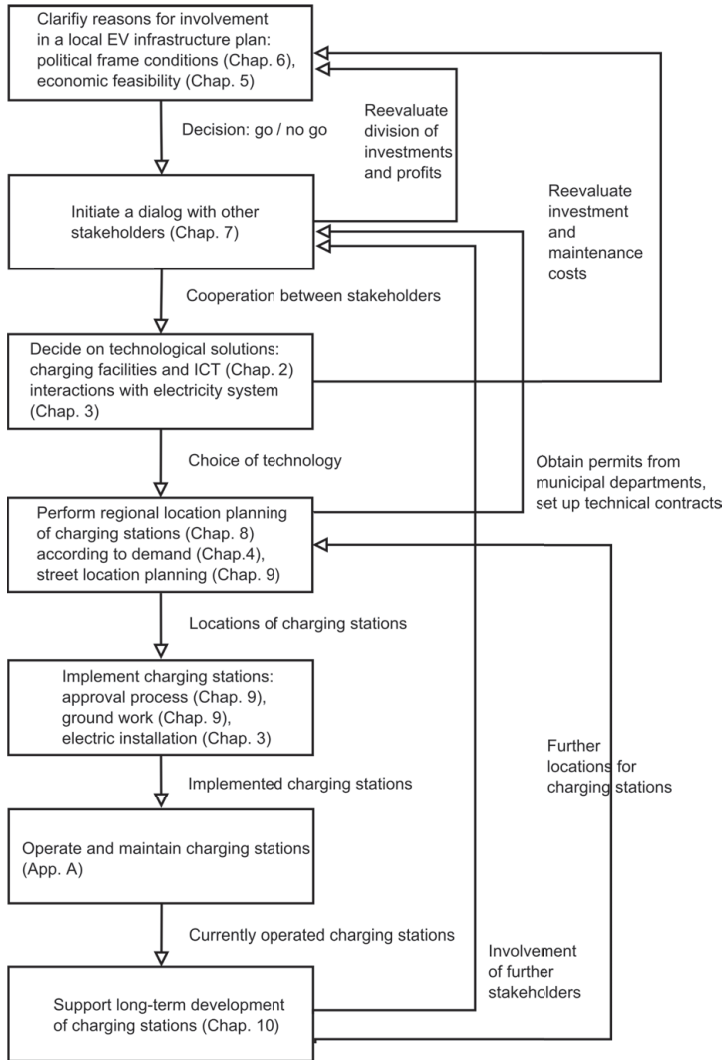 Clarifiy reasons for involvement
in a local EV infrastructure plan:
political frame conditions (Chap. 6),
economic feasibility (Chap. 5)
Decision: go / no go
Reevaluate
division of
investments
and profits
Reevaluate
investment
and
maintenance
costs
Initiate a dialog with other
stakeholders (Chap. 7)
Cooperation between stakeholders
Decide on technological solutions:
charging facilities and ICT (Chap. 2)
interactions with electricity system
(Chap. 3)
Choice of technology
Obtain permits from
municipal departments,
set up technical contracts
Perform regional location planning
of charging stations (Chap. 8)
according to demand (Chap.4),
street location planning (Chap. 9)
Locations of charging stations
Implement charging stations:
approval process (Chap. 9),
ground work (Chap. 9),
electric installation (Chap. 3)
Further
locations for
charging stations
Implemented charging stations
Operate and maintain charging stations
(App. A)
Currently operated charging stations
Involvement
of further
stakeholders
Support long-term development
of charging stations (Chap. 10)